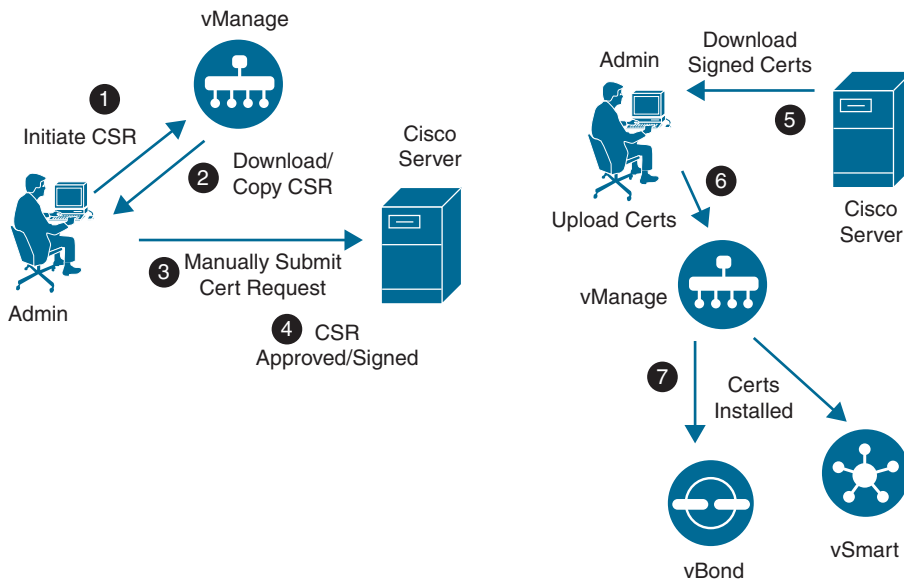 vManage
1
Initiate CSR
2
Download/
Copy CSR
Cisco
Server
Admin
3
Manually Submit
Cert Request
4
CSR
Approved/Signed
Admin
Download
Signed Certs
5
Cisco
Server
6
Upload Certs
vManage
7
Certs
Installed
vBond
vSmart